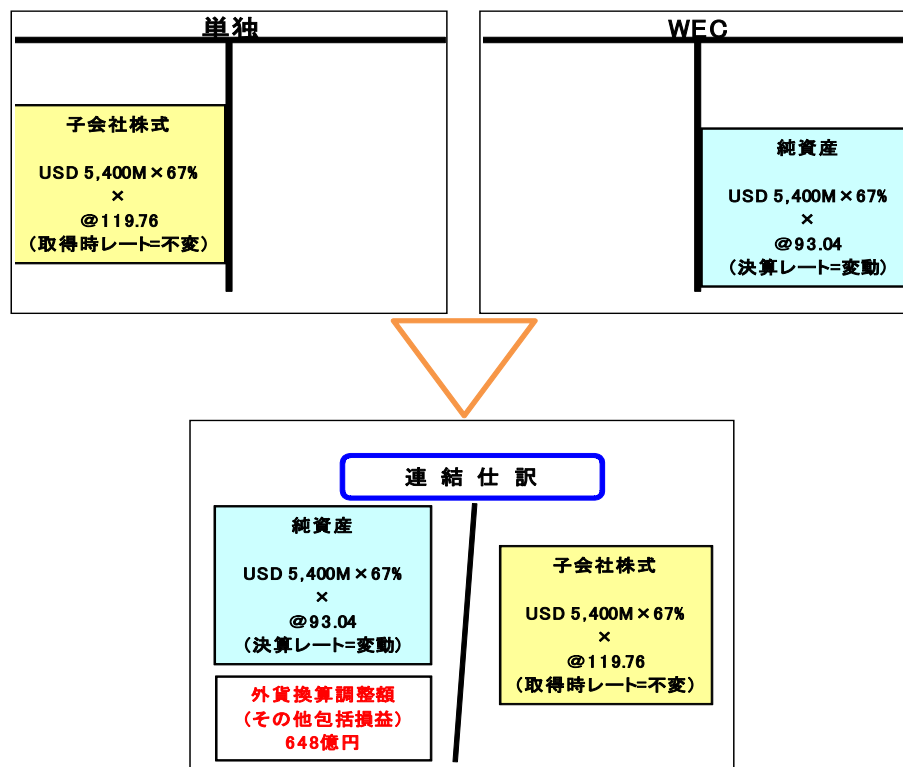 単独
子会社株式
USD 5,400M×67%
×
@119.76
(取得時レート=不変)
WEC
純資産
USD 5,400M×67%
×
@93.04
(決算レート=変動)
連結仕訳
純資産
USD 5,400M×67%
×
@93.04
(決算レート=変動)
外貨換算調整額
(その他包括損益)
648億円
子会社株式
USD 5,400M×67%
×
@119.76
(取得時レート=不変)